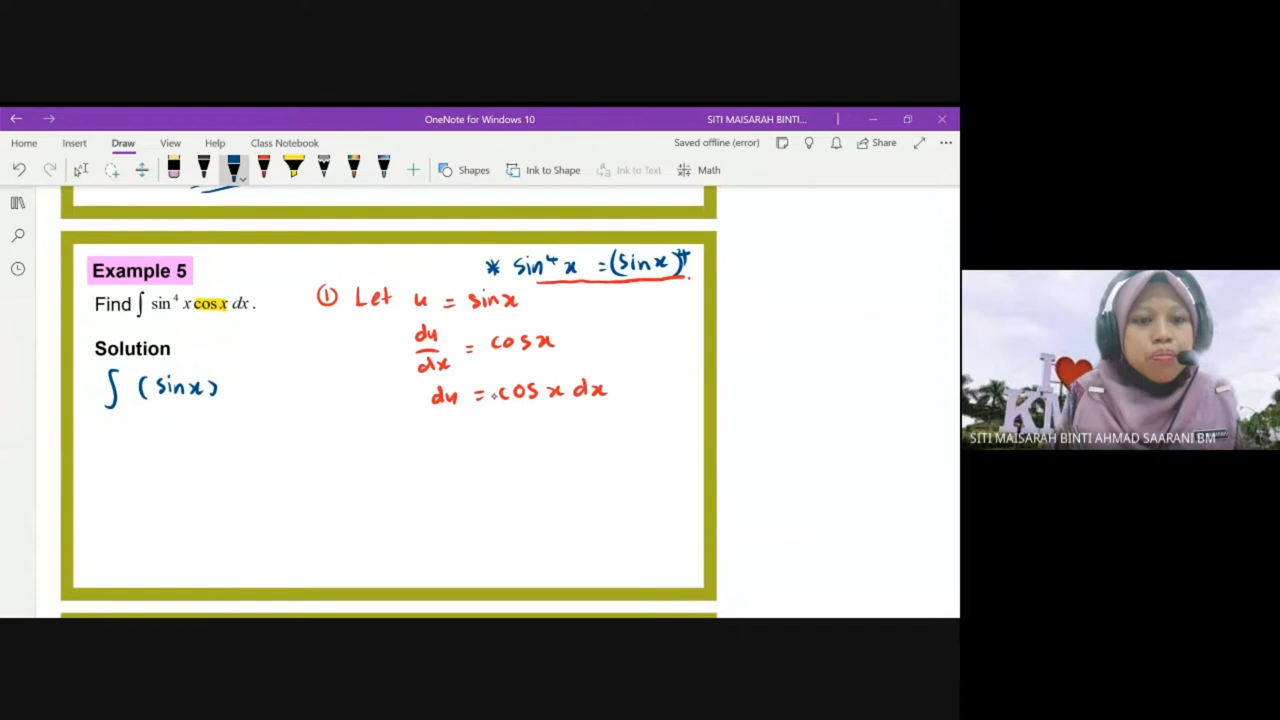 OneNote for Windows 10
SITI MAISARAH BINTI...
Home Insert Draw View Help Class Notebook
Saved offline (error)
Share
Shapes
Ink to Shape
Ink to Text
Math
Example 5
* sin⁴ x = (sin x)⁴
Find ∫ sin⁴ x cos x dx .
① Let u = sin x
du/dx = cos x
du = cos x dx
Solution
∫ (sin x)
I ❤
KM
SITI MAISARAH BINTI AHMAD SAARANI BM